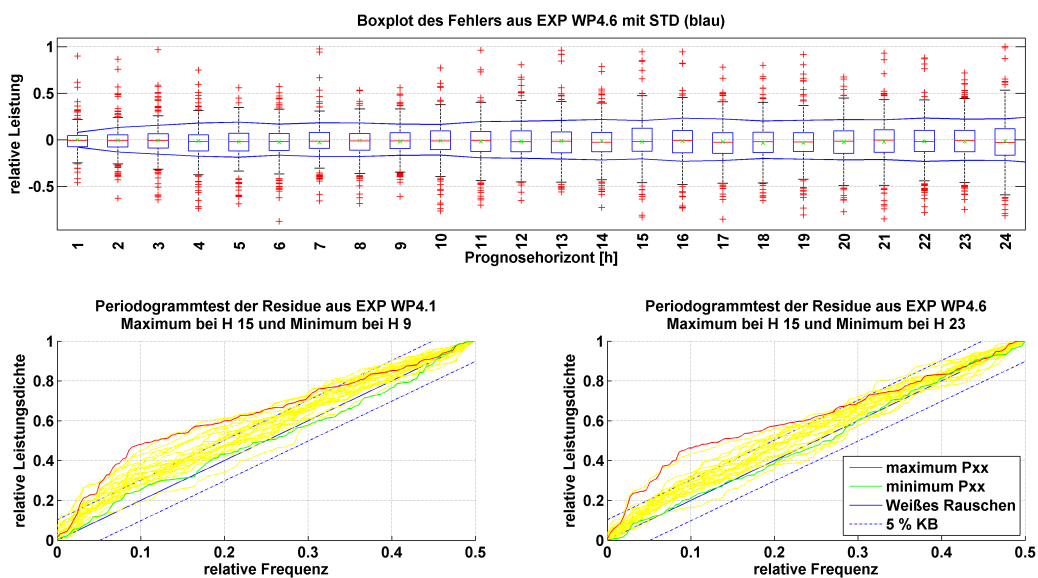 Boxplot des Fehlers aus EXP WP4.6 mit STD (blau)
relative Leistung
1
0.5
0
-0.5
1 2 3 4 5 6 7 8 9 10 11 12 13 14 15 16 17 18 19 20 21 22 23 24
Prognosehorizont [h]
Periodogrammtest der Residue aus EXP WP4.1
Maximum bei H 15 und Minimum bei H 9
relative Leistungsdichte
1
0.8
0.6
0.4
0.2
0
0 0.1 0.2 0.3 0.4 0.5
relative Frequenz
Periodogrammtest der Residue aus EXP WP4.6
Maximum bei H 15 und Minimum bei H 23
relative Leistungsdichte
1
0.8
0.6
0.4
0.2
0
0 0.1 0.2 0.3 0.4 0.5
relative Frequenz
maximum Pxx
minimum Pxx
Weißes Rauschen
5 % KB